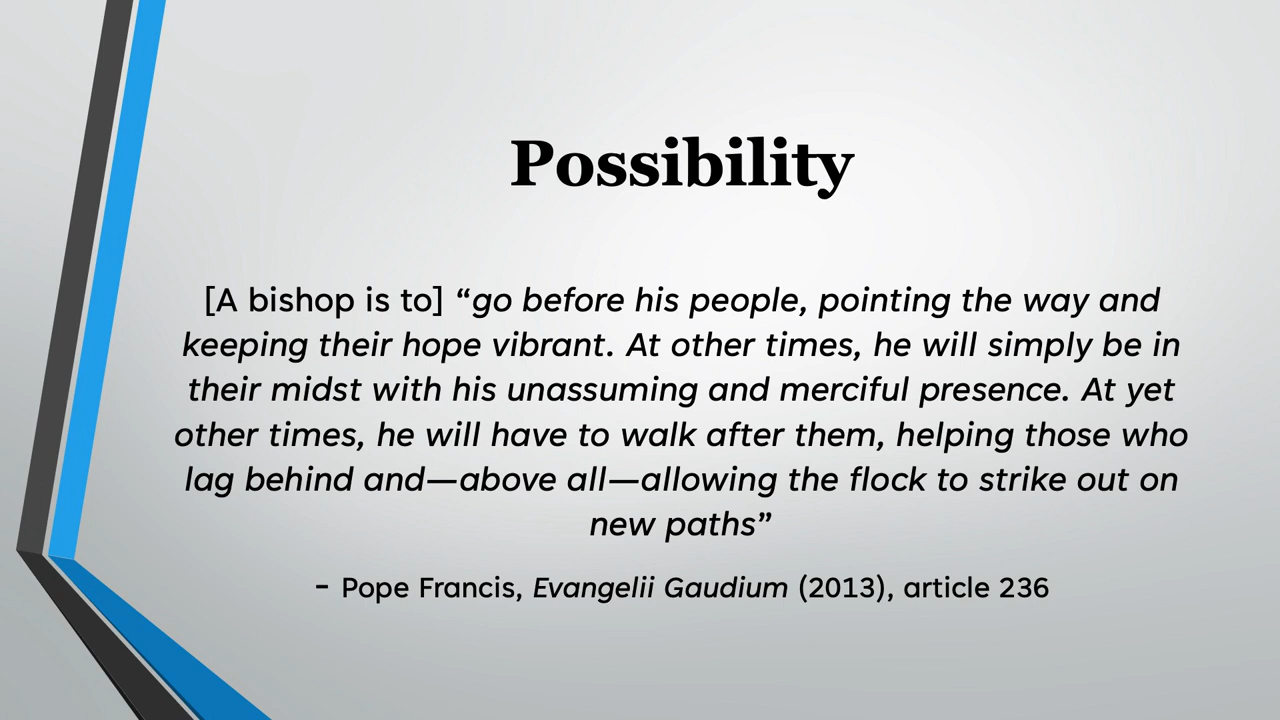 Possibility
[A bishop is to] “go before his people, pointing the way and
keeping their hope vibrant. At other times, he will simply be in
their midst with his unassuming and merciful presence. At yet
other times, he will have to walk after them, helping those who
lag behind and—above all—allowing the flock to strike out on
new paths”
– Pope Francis, Evangelii Gaudium (2013), article 236